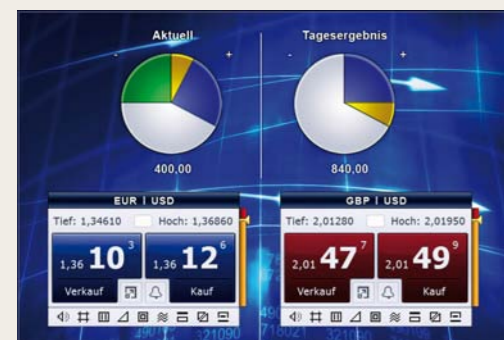 Aktuell
- +
400,00
Tagesergebnis
- +
840,00
EUR | USD
Tief: 1,34610 Hoch: 1,36860
1,36 10 3
1,36 12 6
Verkauf Kauf
GBP | USD
Tief: 2,01280 Hoch: 2,01950
2,01 47 7
2,01 49 9
Verkauf Kauf
321090
718021